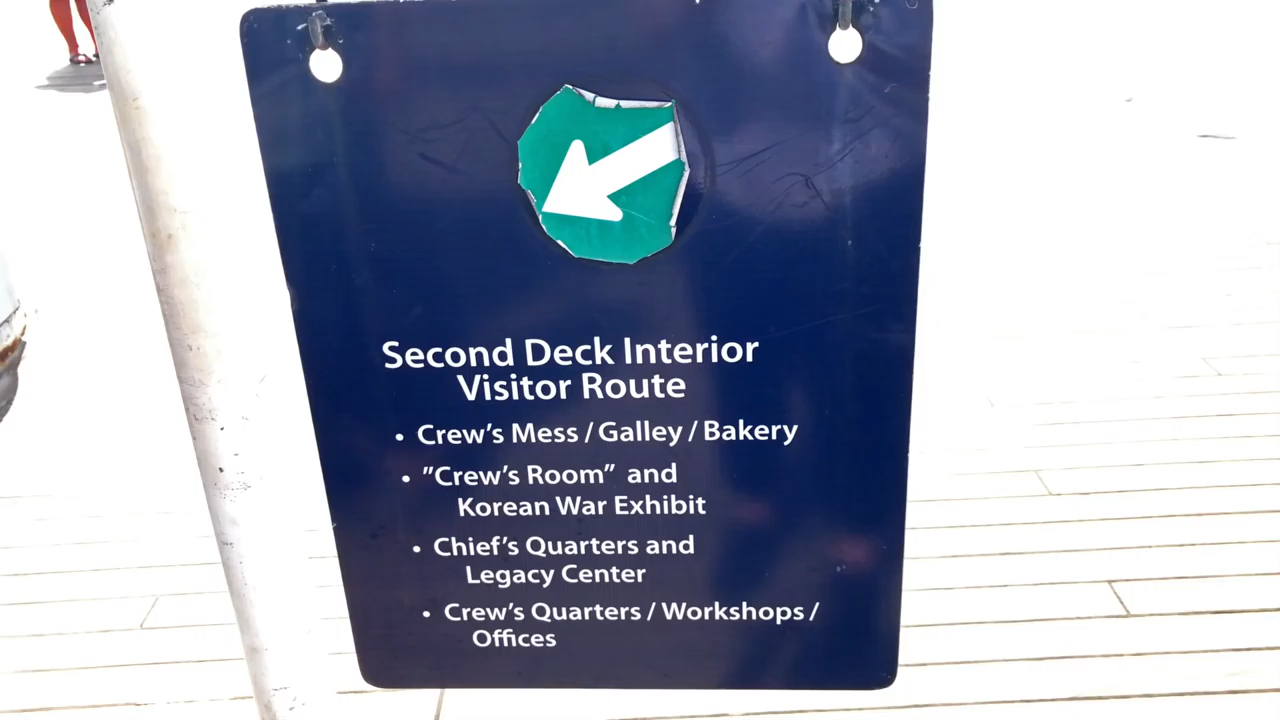 Second Deck Interior
Visitor Route
• Crew's Mess / Galley / Bakery
• "Crew's Room" and
Korean War Exhibit
• Chief's Quarters and
Legacy Center
• Crew's Quarters / Workshops /
Offices